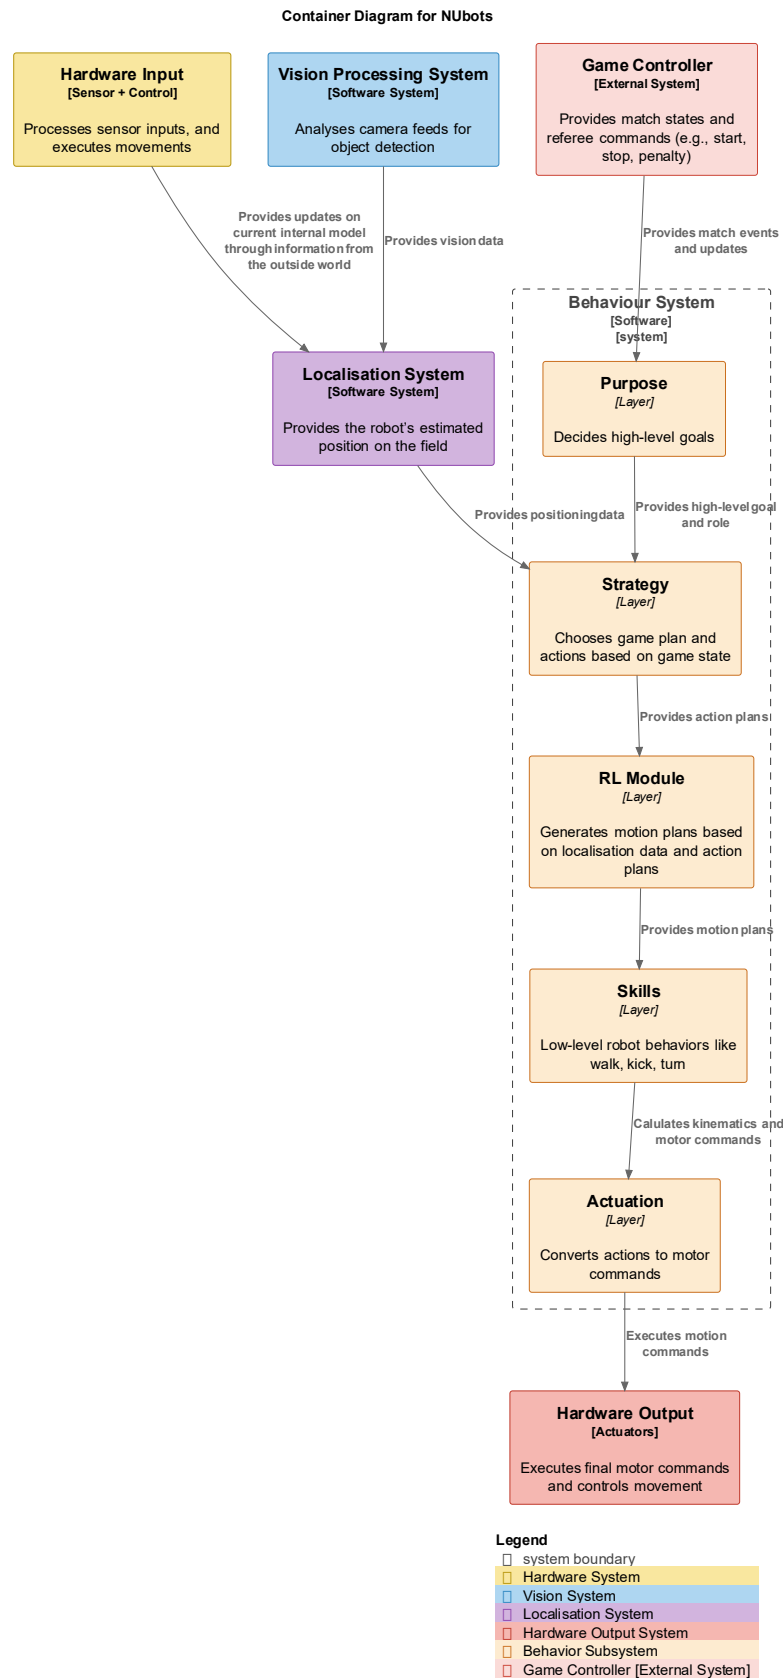 Container Diagram for NUbots
Hardware Input
[Sensor + Control]
Processes sensor inputs, and
executes movements
Vision Processing System
[Software System]
Analyses camera feeds for
object detection
Game Controller
[External System]
Provides match states and
referee commands (e.g., start,
stop, penalty)
Provides updates on
current internal model
through information from
the outside world
Provides vision data
Provides match events
and updates
Behaviour System
[Software]
[system]
Localisation System
[Software System]
Provides the robot's estimated
position on the field
Purpose
[Layer]
Decides high-level goals
Provides positioning data
Provides high-level goal
and role
Strategy
[Layer]
Chooses game plan and
actions based on game state
Provides action plans
RL Module
[Layer]
Generates motion plans based
on localisation data and action
plans
Provides motion plans
Skills
[Layer]
Low-level robot behaviors like
walk, kick, turn
Calulates kinematics and
motor commands
Actuation
[Layer]
Converts actions to motor
commands
Executes motion
commands
Hardware Output
[Actuators]
Executes final motor commands
and controls movement
Legend
system boundary
Hardware System
Vision System
Localisation System
Hardware Output System
Behavior Subsystem
Game Controller [External System]